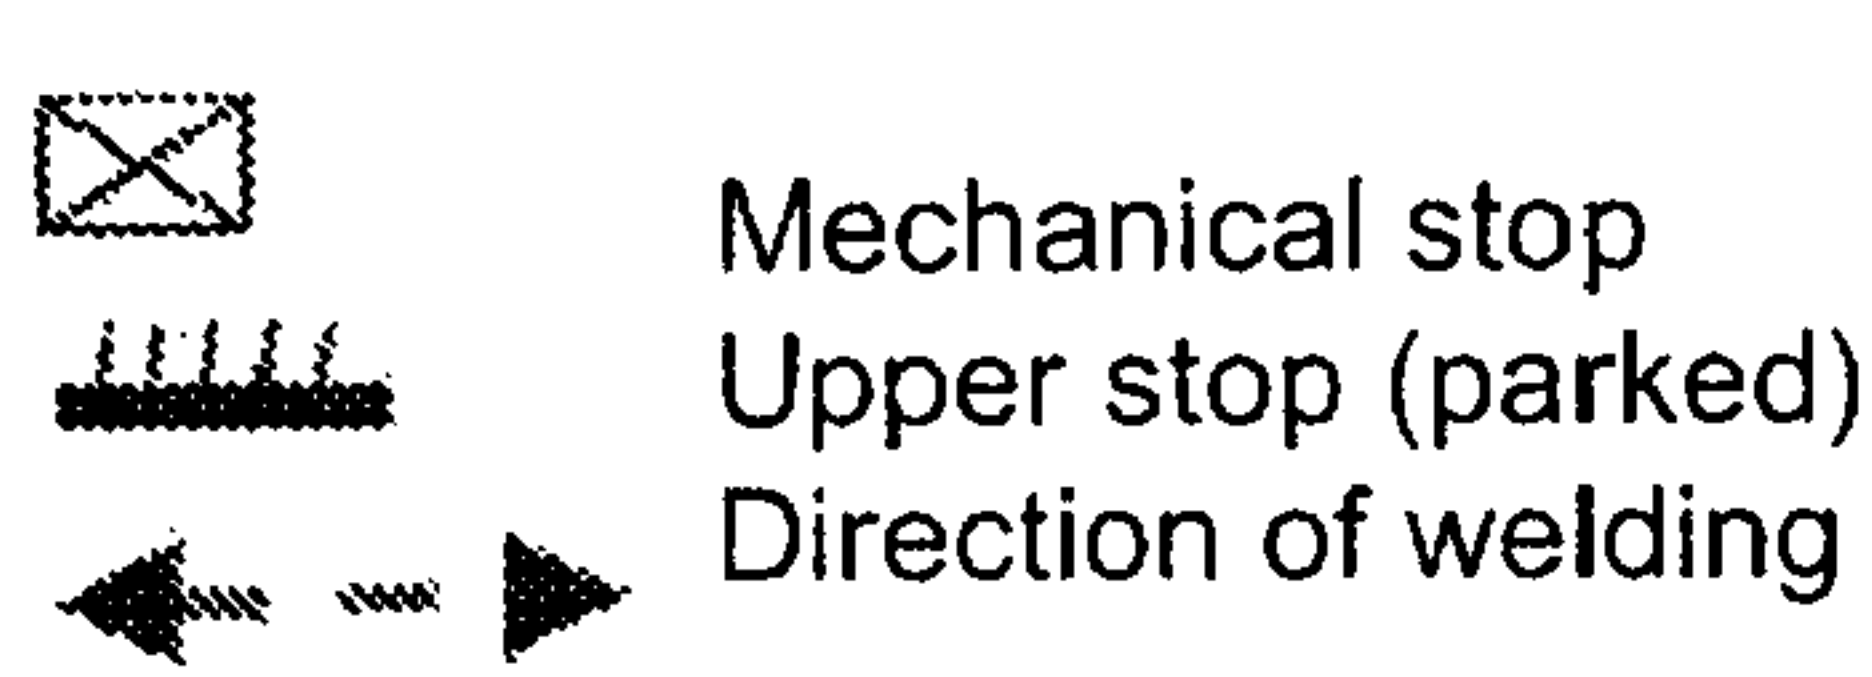 Mechanical stop
Upper stop (parked)
Direction of welding